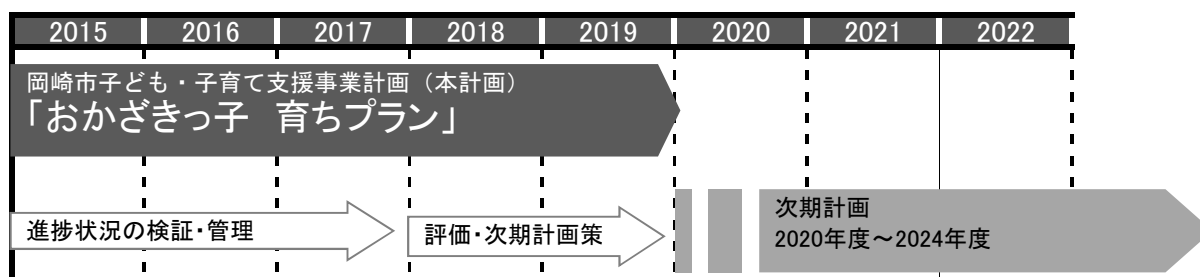 2015 2016 2017 2018 2019 2020 2021 2022
岡崎市子ども・子育て支援事業計画（本計画）
「おかざきっ子　育ちプラン」
進捗状況の検証・管理
評価・次期計画策
次期計画
2020年度～2024年度